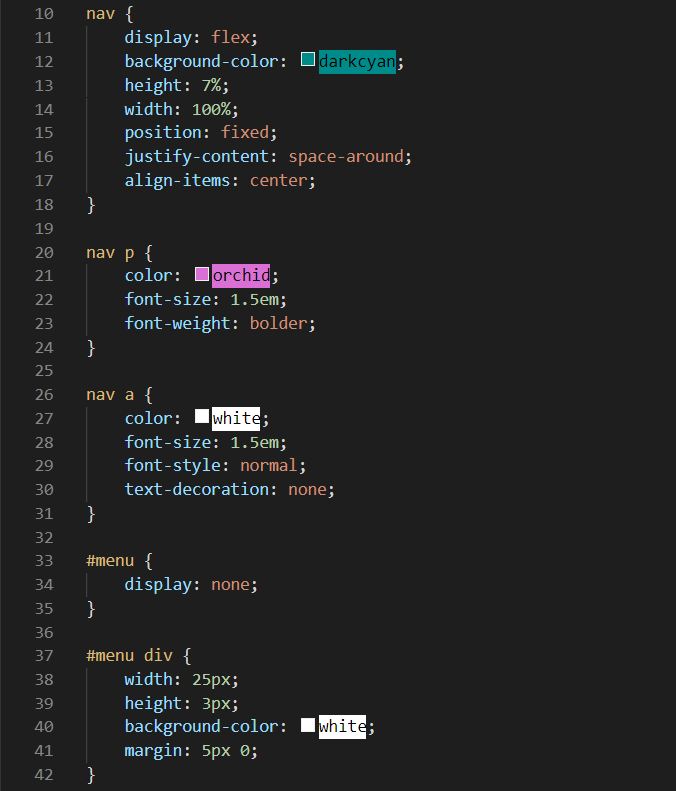 10 nav {
11     display: flex;
12     background-color: darkcyan;
13     height: 7%;
14     width: 100%;
15     position: fixed;
16     justify-content: space-around;
17     align-items: center;
18 }
19
20 nav p {
21     color: orchid;
22     font-size: 1.5em;
23     font-weight: bolder;
24 }
25
26 nav a {
27     color: white;
28     font-size: 1.5em;
29     font-style: normal;
30     text-decoration: none;
31 }
32
33 #menu {
34     display: none;
35 }
36
37 #menu div {
38     width: 25px;
39     height: 3px;
40     background-color: white;
41     margin: 5px 0;
42 }